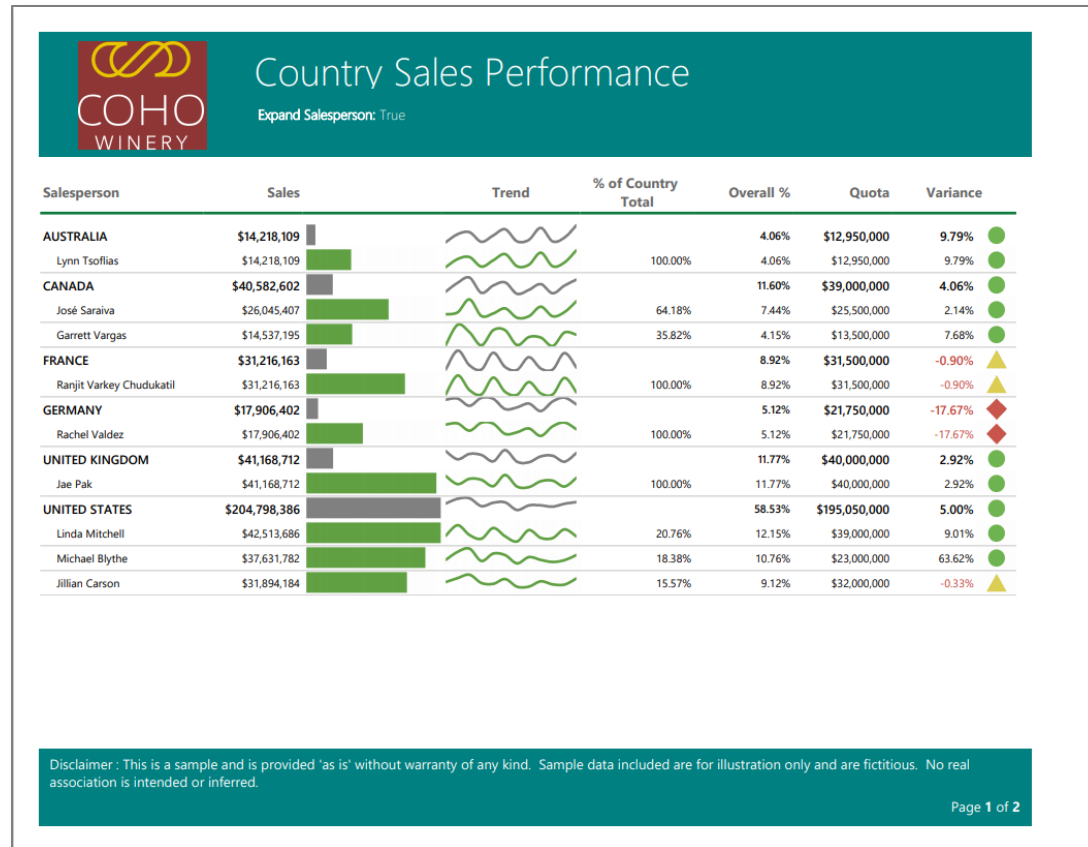 COHO
WINERY
Country Sales Performance
Expand Salesperson: True
Salesperson Sales Trend % of Country Total Overall % Quota Variance
AUSTRALIA $14,218,109 4.06% $12,950,000 9.79%
Lynn Tsoflias $14,218,109 100.00% 4.06% $12,950,000 9.79%
CANADA $40,582,602 11.60% $39,000,000 4.06%
José Saraiva $26,045,407 64.18% 7.44% $25,500,000 2.14%
Garrett Vargas $14,537,195 35.82% 4.15% $13,500,000 7.68%
FRANCE $31,216,163 8.92% $31,500,000 -0.90%
Ranjit Varkey Chudukatil $31,216,163 100.00% 8.92% $31,500,000 -0.90%
GERMANY $17,906,402 5.12% $21,750,000 -17.67%
Rachel Valdez $17,906,402 100.00% 5.12% $21,750,000 -17.67%
UNITED KINGDOM $41,168,712 11.77% $40,000,000 2.92%
Jae Pak $41,168,712 100.00% 11.77% $40,000,000 2.92%
UNITED STATES $204,798,386 58.53% $195,050,000 5.00%
Linda Mitchell $42,513,686 20.76% 12.15% $39,000,000 9.01%
Michael Blythe $37,631,782 18.38% 10.76% $23,000,000 63.62%
Jillian Carson $31,894,184 15.57% 9.12% $32,000,000 -0.33%
Disclaimer : This is a sample and is provided 'as is' without warranty of any kind. Sample data included are for illustration only and are fictitious. No real
association is intended or inferred.
Page 1 of 2